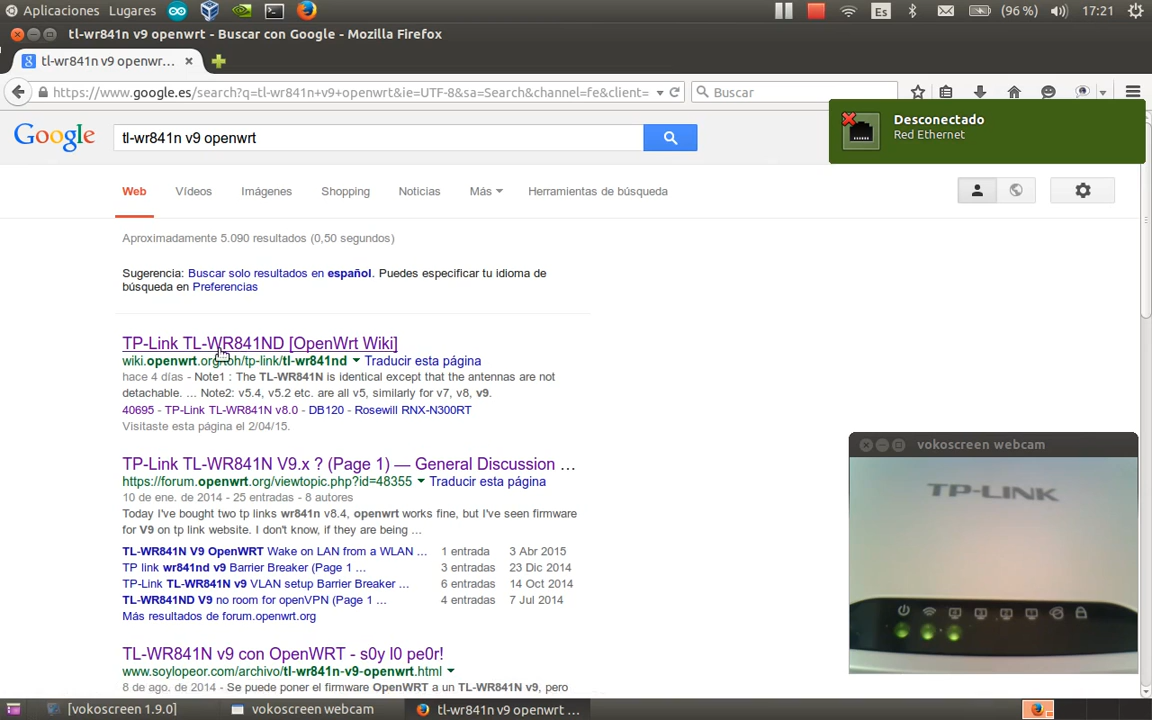 Aplicaciones Lugares
Es (96 %) 17:21
tl-wr841n v9 openwrt - Buscar con Google - Mozilla Firefox
tl-wr841n v9 openwr...
https://www.google.es/search?q=tl-wr841n+v9+openwrt&ie=UTF-8&sa=Search&channel=fe&client=
Buscar
Desconectado
Red Ethernet
Google
tl-wr841n v9 openwrt
Web Vídeos Imágenes Shopping Noticias Más Herramientas de búsqueda
Aproximadamente 5.090 resultados (0,50 segundos)
Sugerencia: Buscar solo resultados en español. Puedes especificar tu idioma de
búsqueda en Preferencias
TP-Link TL-WR841ND [OpenWrt Wiki]
wiki.openwrt.org/toh/tp-link/tl-wr841nd Traducir esta página
hace 4 días - Note1 : The TL-WR841N is identical except that the antennas are not
detachable. ... Note2: v5.4, v5.2 etc. are all v5, similarly for v7, v8, v9.
40695 - TP-Link TL-WR841N v8.0 - DB120 - Rosewill RNX-N300RT
Visitaste esta página el 2/04/15.
TP-Link TL-WR841N V9.x ? (Page 1) — General Discussion ...
https://forum.openwrt.org/viewtopic.php?id=48355 Traducir esta página
10 de ene. de 2014 - 25 entradas - 8 autores
Today I've bought two tp links wr841n v8.4, openwrt works fine, but I've seen firmware
for V9 on tp link website. I don't know, if they are being ...
TL-WR841N V9 OpenWRT Wake on LAN from a WLAN ... 1 entrada 3 Abr 2015
TP link wr841nd v9 Barrier Breaker (Page 1 ... 3 entradas 23 Dic 2014
TP-Link TL-WR841N v9 VLAN setup Barrier Breaker ... 6 entradas 14 Oct 2014
TL-WR841ND V9 no room for openVPN (Page 1 ... 4 entradas 7 Jul 2014
Más resultados de forum.openwrt.org
TL-WR841N v9 con OpenWRT - s0y l0 pe0r!
www.soylopeor.com/archivo/tl-wr841n-v9-openwrt.html
8 de ago. de 2014 - Se puede poner el firmware OpenWRT a un TL-WR841N v9, pero
vokoscreen webcam
TP-LINK
[vokoscreen 1.9.0] vokoscreen webcam tl-wr841n v9 openwrt ...